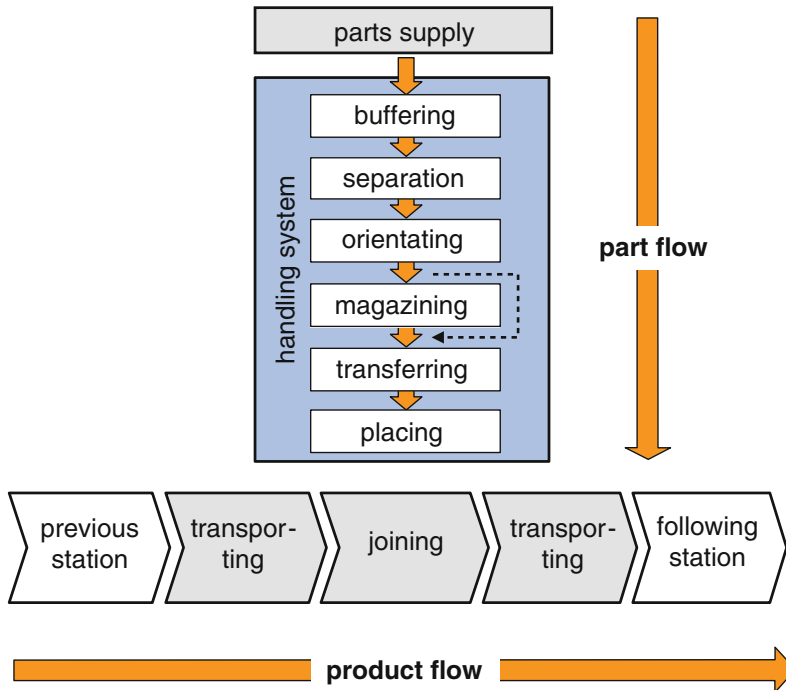 parts supply
buffering
separation
orientating
magazining
transferring
placing
handling system
part flow
previous
station
transpor-
ting
joining
transpor-
ting
following
station
product flow